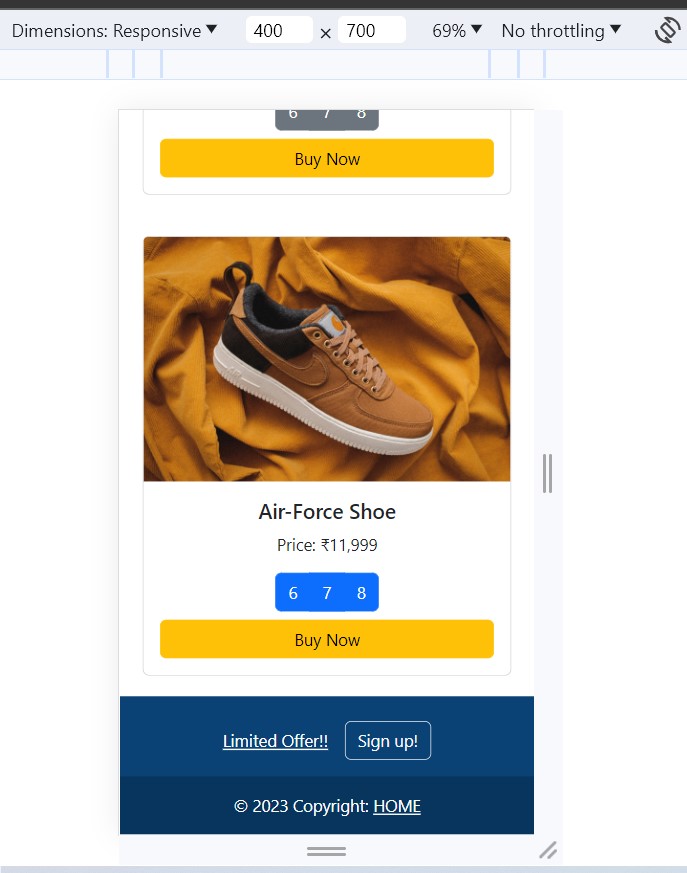 Dimensions: Responsive ▼ 400 × 700 69% ▼ No throttling ▼
6 7 8
Buy Now
Air-Force Shoe
Price: ₹11,999
6 7 8
Buy Now
Limited Offer!! Sign up!
© 2023 Copyright: HOME